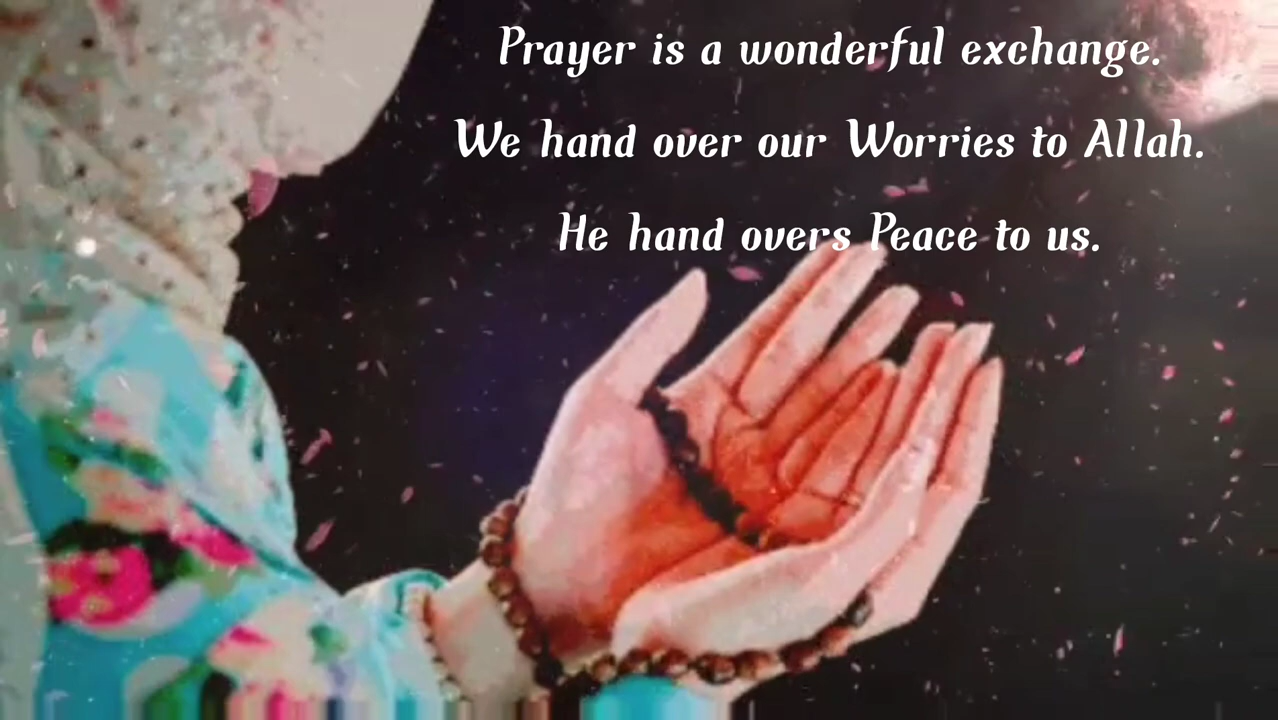 Prayer is a wonderful exchange.
We hand over our Worries to Allah.
He hand overs Peace to us.